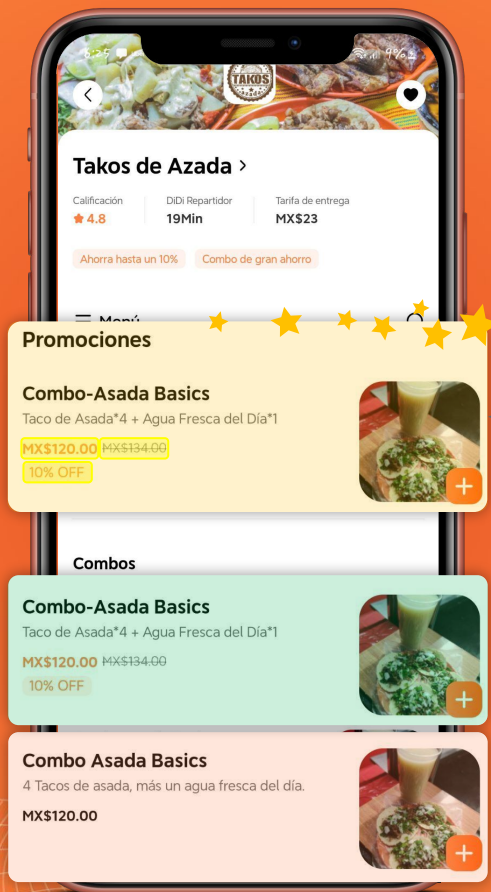 6:25
9%
TAKOS
Takos de Azada >
Calificación DiDi Repartidor Tarifa de entrega
4.8 19Min MX$23
Ahorra hasta un 10% Combo de gran ahorro
Menú
Promociones
Combo-Asada Basics
Taco de Asada*4 + Agua Fresca del Día*1
MX$120.00 MX$134.00
10% OFF
Combos
Combo-Asada Basics
Taco de Asada*4 + Agua Fresca del Día*1
MX$120.00 MX$134.00
10% OFF
Combo Asada Basics
4 Tacos de asada, más un agua fresca del día.
MX$120.00